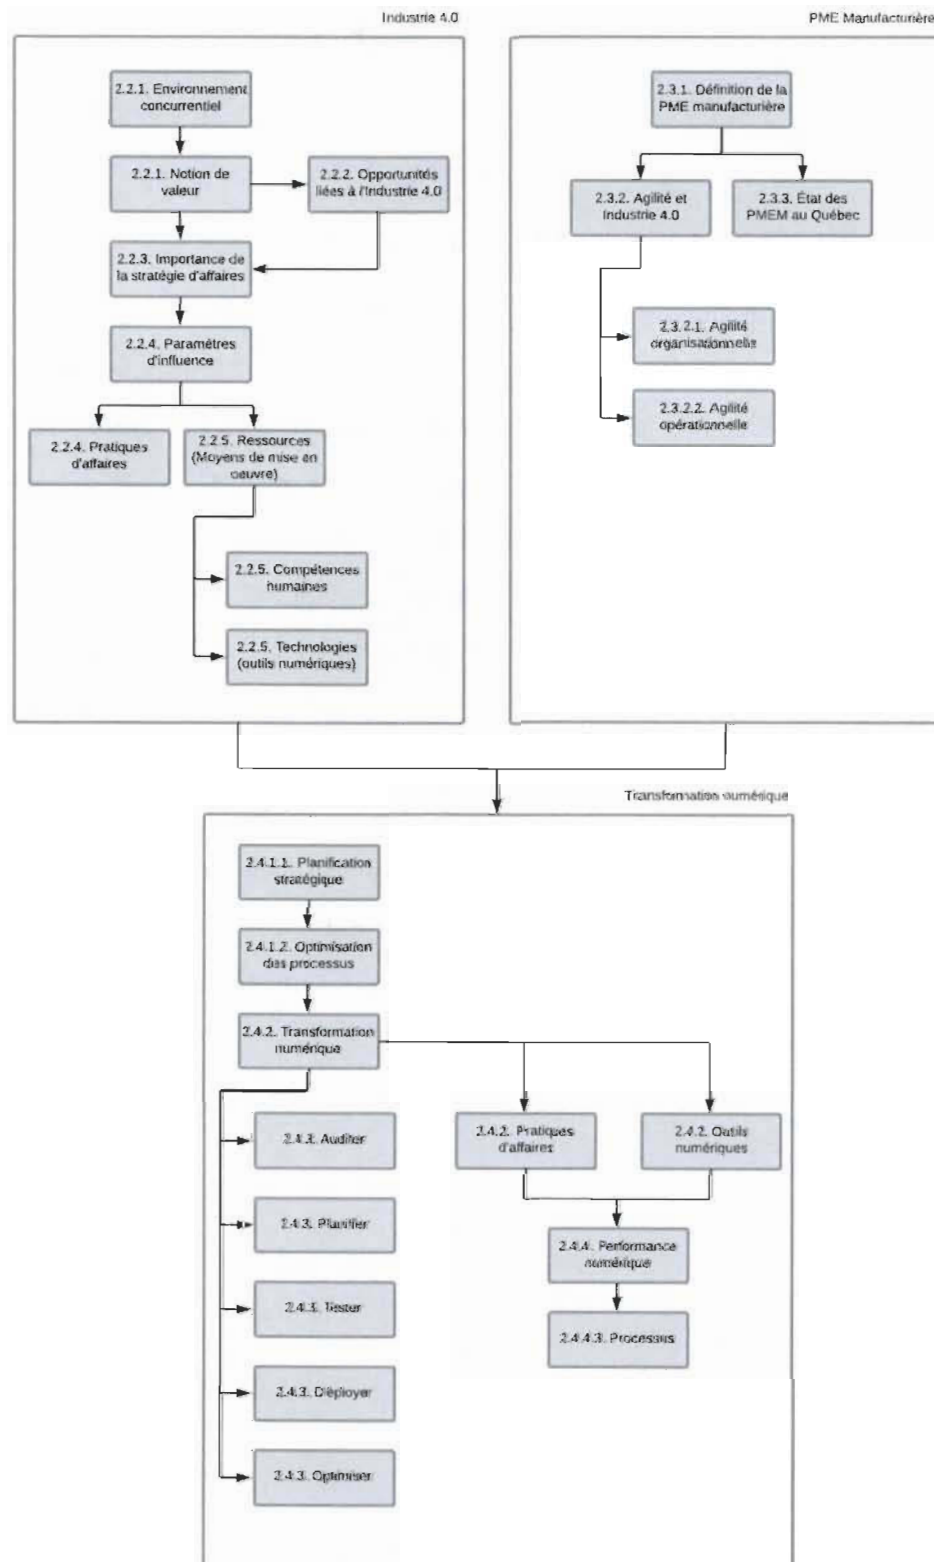 Industrie 4.0
2.2.1. Environnement
concurrentiel
2.2.1. Notion de
valeur
2.2.2. Opportunités
liées à l'Industrie 4.0
2.2.3. Importance de
la stratégie d'affaires
2.2.4. Paramètres
d'influence
2.2.4. Pratiques
d'affaires
2.2.5. Ressources
(Moyens de mise en
oeuvre)
2.2.5. Compétences
humaines
2.2.5. Technologies
(outils numériques)
PME Manufacturière
2.3.1. Définition de la
PME manufacturière
2.3.2. Agilité et
Industrie 4.0
2.3.3. État des
PMEM au Québec
2.3.2.1. Agilité
organisationnelle
2.3.2.2. Agilité
opérationnelle
Transformation numérique
2.4.1.1. Planification
stratégique
2.4.1.2. Optimisation
des processus
2.4.2. Transformation
numérique
2.4.3. Auditer
2.4.3. Planifier
2.4.3. Tester
2.4.3. Déployer
2.4.3. Optimiser
2.4.2. Pratiques
d'affaires
2.4.2. Outils
numériques
2.4.4. Performance
numérique
2.4.4.3. Processus